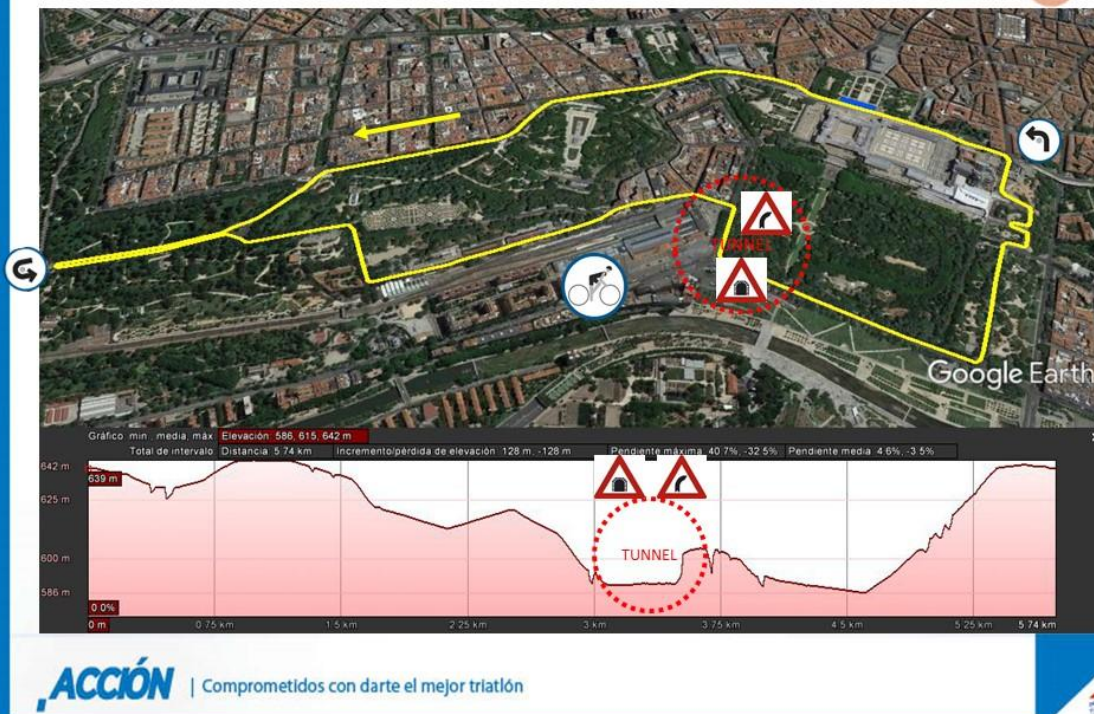 TUNNEL
Google Earth
Gráfico: min., media, máx. Elevación: 586, 615, 642 m
Total de intervalo: Distancia: 5.74 km Incremento/pérdida de elevación: 128 m, -128 m Pendiente máxima: 40.7%, -32.5% Pendiente media: 4.6%, -3.5%
642 m
639 m
625 m
TUNNEL
600 m
586 m
0.0%
0 m 0.75 km 1.5 km 2.25 km 3 km 3.75 km 4.5 km 5.25 km 5.74 km
ACCIÓN | Comprometidos con darte el mejor triatlón